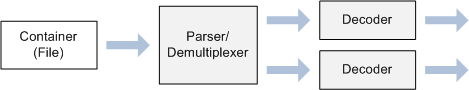 Container
(File)
Parser/
Demultiplexer
Decoder
Decoder